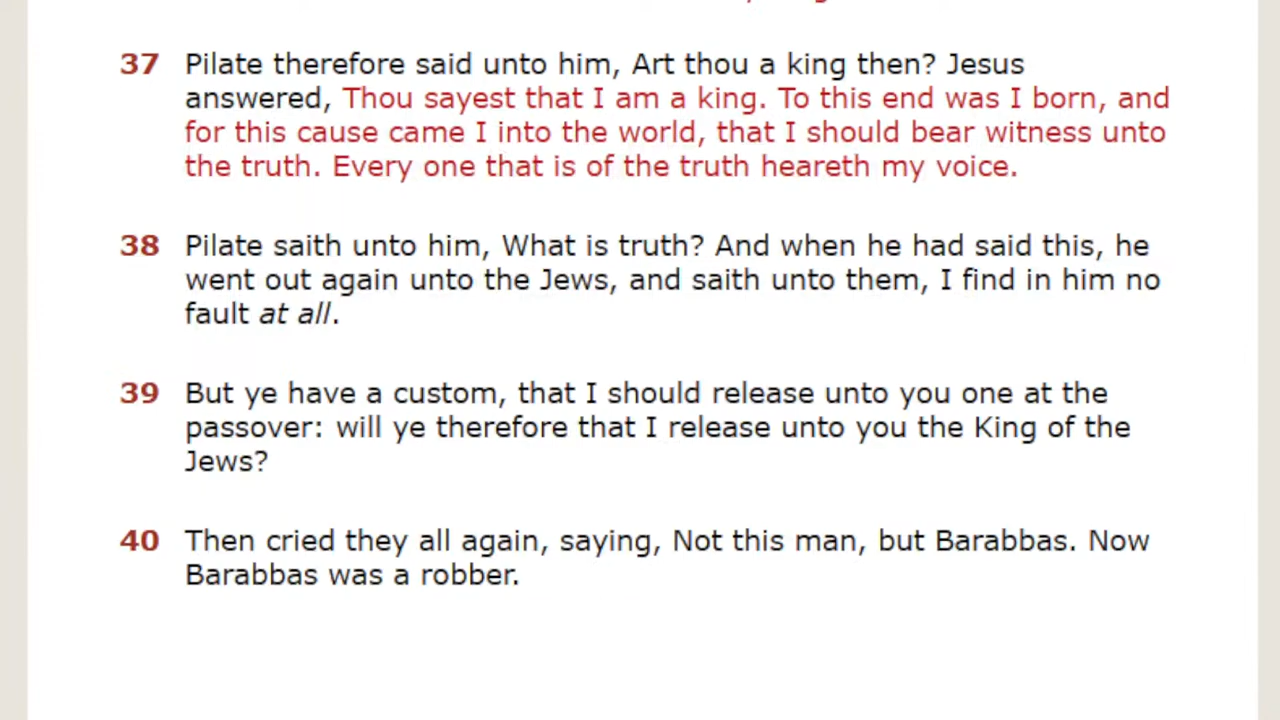 37 Pilate therefore said unto him, Art thou a king then? Jesus
answered, Thou sayest that I am a king. To this end was I born, and
for this cause came I into the world, that I should bear witness unto
the truth. Every one that is of the truth heareth my voice.
38 Pilate saith unto him, What is truth? And when he had said this, he
went out again unto the Jews, and saith unto them, I find in him no
fault at all.
39 But ye have a custom, that I should release unto you one at the
passover: will ye therefore that I release unto you the King of the
Jews?
40 Then cried they all again, saying, Not this man, but Barabbas. Now
Barabbas was a robber.